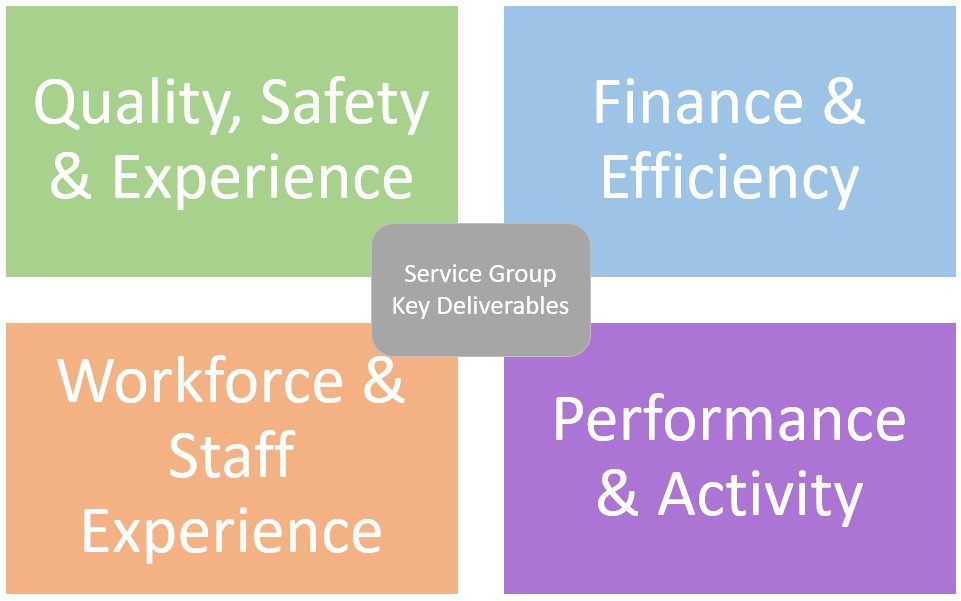 Quality, Safety
& Experience
Finance &
Efficiency
Service Group
Key Deliverables
Workforce &
Staff
Experience
Performance
& Activity